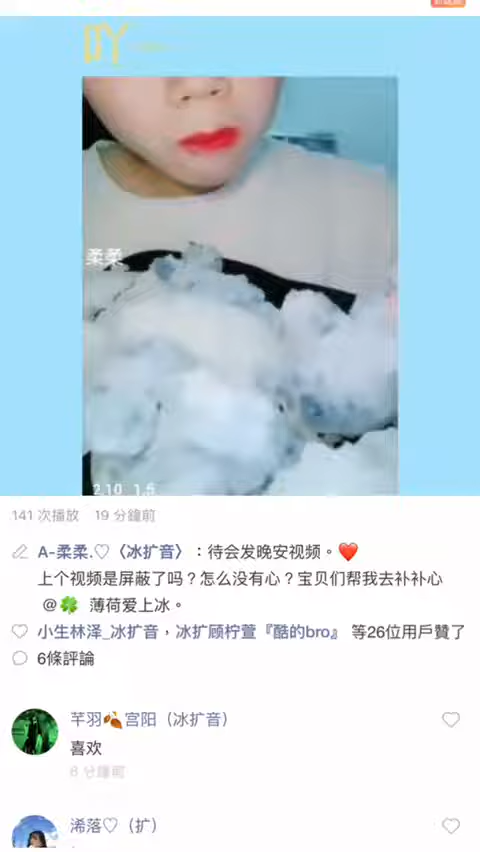 吖
柔柔
2.10 1.5
141 次播放 19 分鐘前
A-柔柔.♡〈冰扩音〉：待会发晚安视频。❤️
上个视频是屏蔽了吗？怎么没有心？宝贝们帮我去补补心
@🍀 薄荷爱上冰。
小生林泽_冰扩音，冰扩顾柠萱『酷的bro』 等26位用戶贊了
6條評論
芊羽🍂宫阳（冰扩音）
喜欢
6 分鐘前
浠落♡（扩）